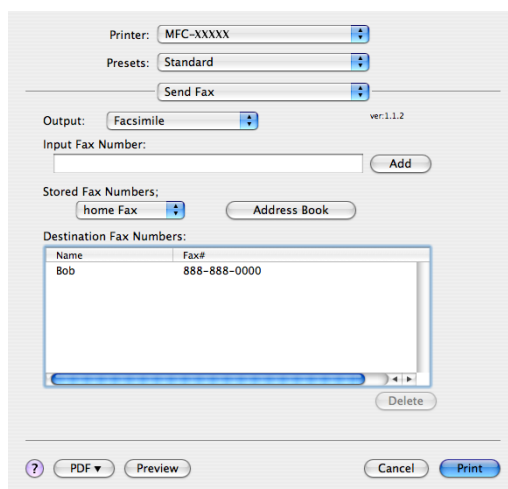 Printer: MFC-XXXXX
Presets: Standard
Send Fax
Output: Facsimile ver:1.1.2
Input Fax Number:
Add
Stored Fax Numbers;
home Fax Address Book
Destination Fax Numbers:
Name Fax#
Bob 888-888-0000
Delete
? PDF▼ Preview Cancel Print